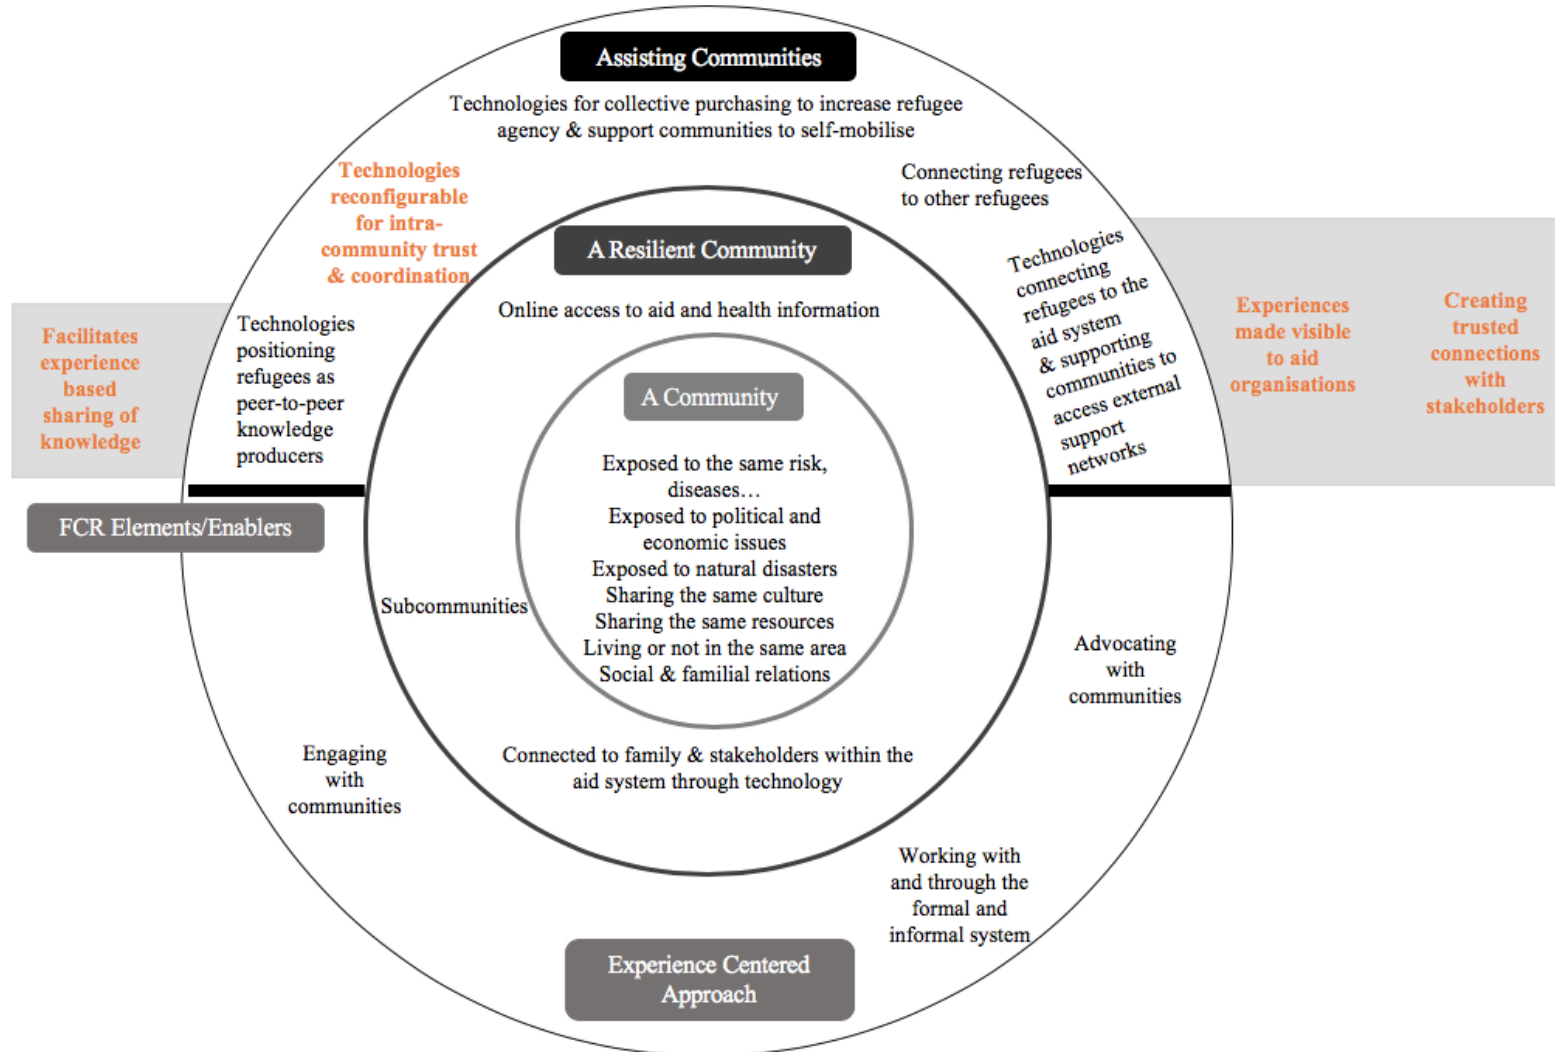 Assisting Communities
Technologies for collective purchasing to increase refugee
agency & support communities to self-mobilise
Technologies
reconfigurable
for intra-
community trust
& coordination
Connecting refugees
to other refugees
A Resilient Community
Online access to aid and health information
Technologies
connecting
refugees to the
aid system
& supporting
communities to
access external
support
networks
Facilitates
experience
based
sharing of
knowledge
Technologies
positioning
refugees as
peer-to-peer
knowledge
producers
Experiences
made visible
to aid
organisations
Creating
trusted
connections
with
stakeholders
A Community
Exposed to the same risk,
diseases…
Exposed to political and
economic issues
Exposed to natural disasters
Sharing the same culture
Sharing the same resources
Living or not in the same area
Social & familial relations
FCR Elements/Enablers
Subcommunities
Advocating
with
communities
Connected to family & stakeholders within the
aid system through technology
Engaging
with
communities
Working with
and through the
formal and
informal system
Experience Centered
Approach